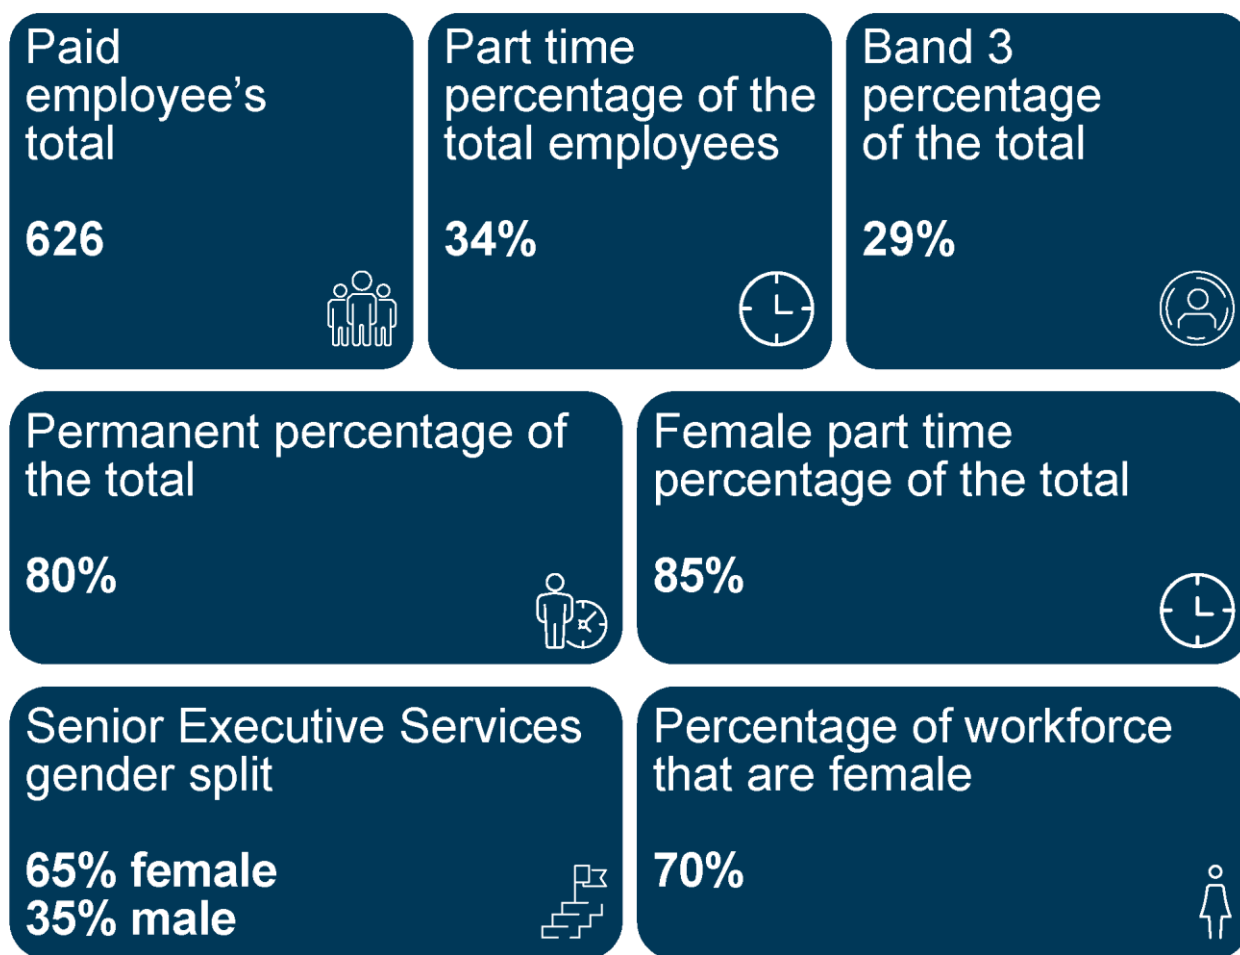 Paid
employee’s
total
626
Part time
percentage of the
total employees
34%
Band 3
percentage
of the total
29%
Permanent percentage of
the total
80%
Female part time
percentage of the total
85%
Senior Executive Services
gender split
65% female
35% male
Percentage of workforce
that are female
70%